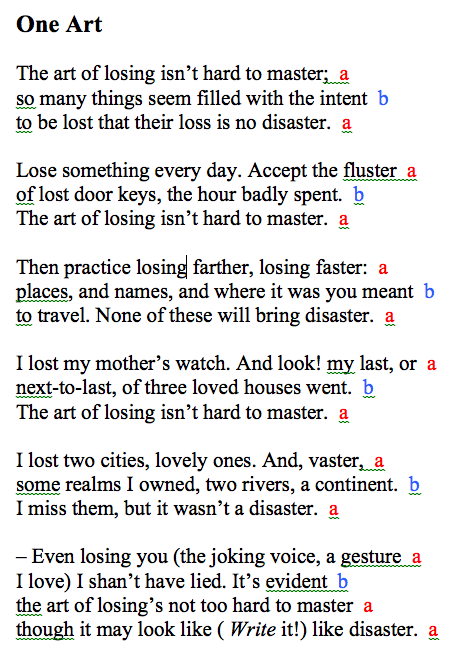 One Art
The art of losing isn’t hard to master; a
so many things seem filled with the intent b
to be lost that their loss is no disaster. a
Lose something every day. Accept the fluster a
of lost door keys, the hour badly spent. b
The art of losing isn’t hard to master. a
Then practice losing farther, losing faster: a
places, and names, and where it was you meant b
to travel. None of these will bring disaster. a
I lost my mother’s watch. And look! my last, or a
next-to-last, of three loved houses went. b
The art of losing isn’t hard to master. a
I lost two cities, lovely ones. And, vaster, a
some realms I owned, two rivers, a continent. b
I miss them, but it wasn’t a disaster. a
– Even losing you (the joking voice, a gesture a
I love) I shan’t have lied. It’s evident b
the art of losing’s not too hard to master a
though it may look like ( Write it!) like disaster. a